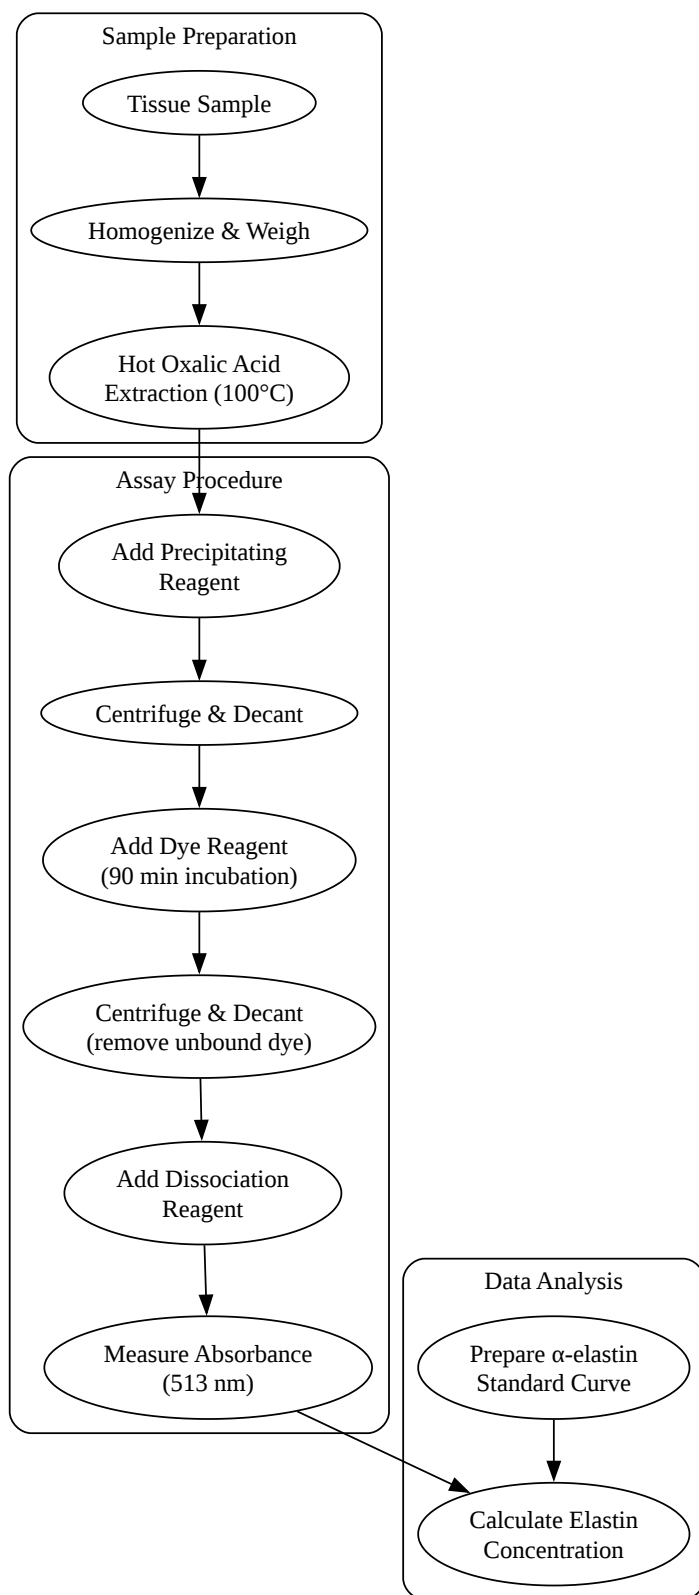 Sample Preparation
Tissue Sample
Homogenize & Weigh
Hot Oxalic Acid
Extraction (100°C)
Assay Procedure
Add Precipitating
Reagent
Centrifuge & Decant
Add Dye Reagent
(90 min incubation)
Centrifuge & Decant
(remove unbound dye)
Add Dissociation
Reagent
Measure Absorbance
(513 nm)
Data Analysis
Prepare α-elastin
Standard Curve
Calculate Elastin
Concentration